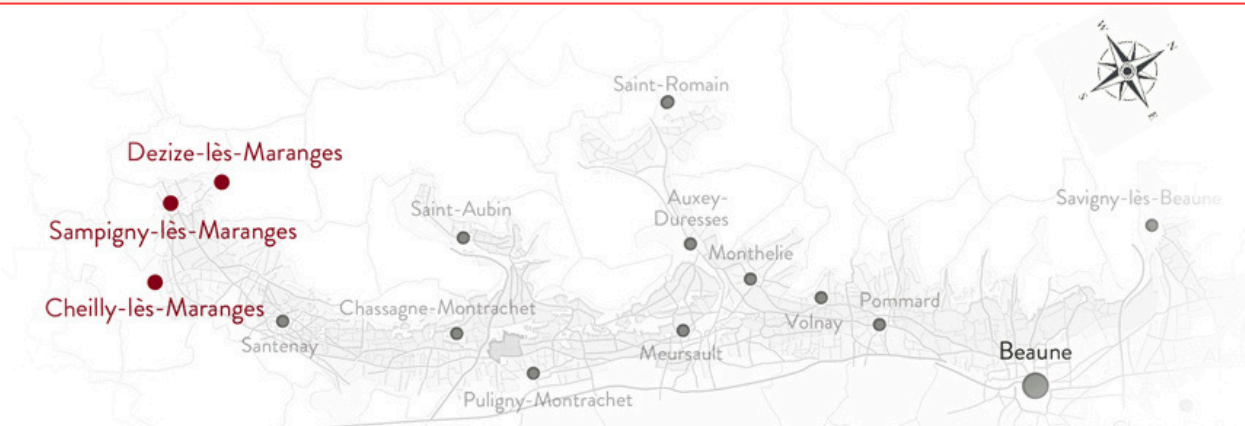 W
N
S
E
Saint-Romain
Dezize-lès-Maranges
Saint-Aubin
Auxey-
Duresses
Savigny-lès-Beaune
Sampigny-lès-Maranges
Monthelie
Cheilly-lès-Maranges
Chassagne-Montrachet
Pommard
Volnay
Santenay
Meursault
Beaune
Puligny-Montrachet